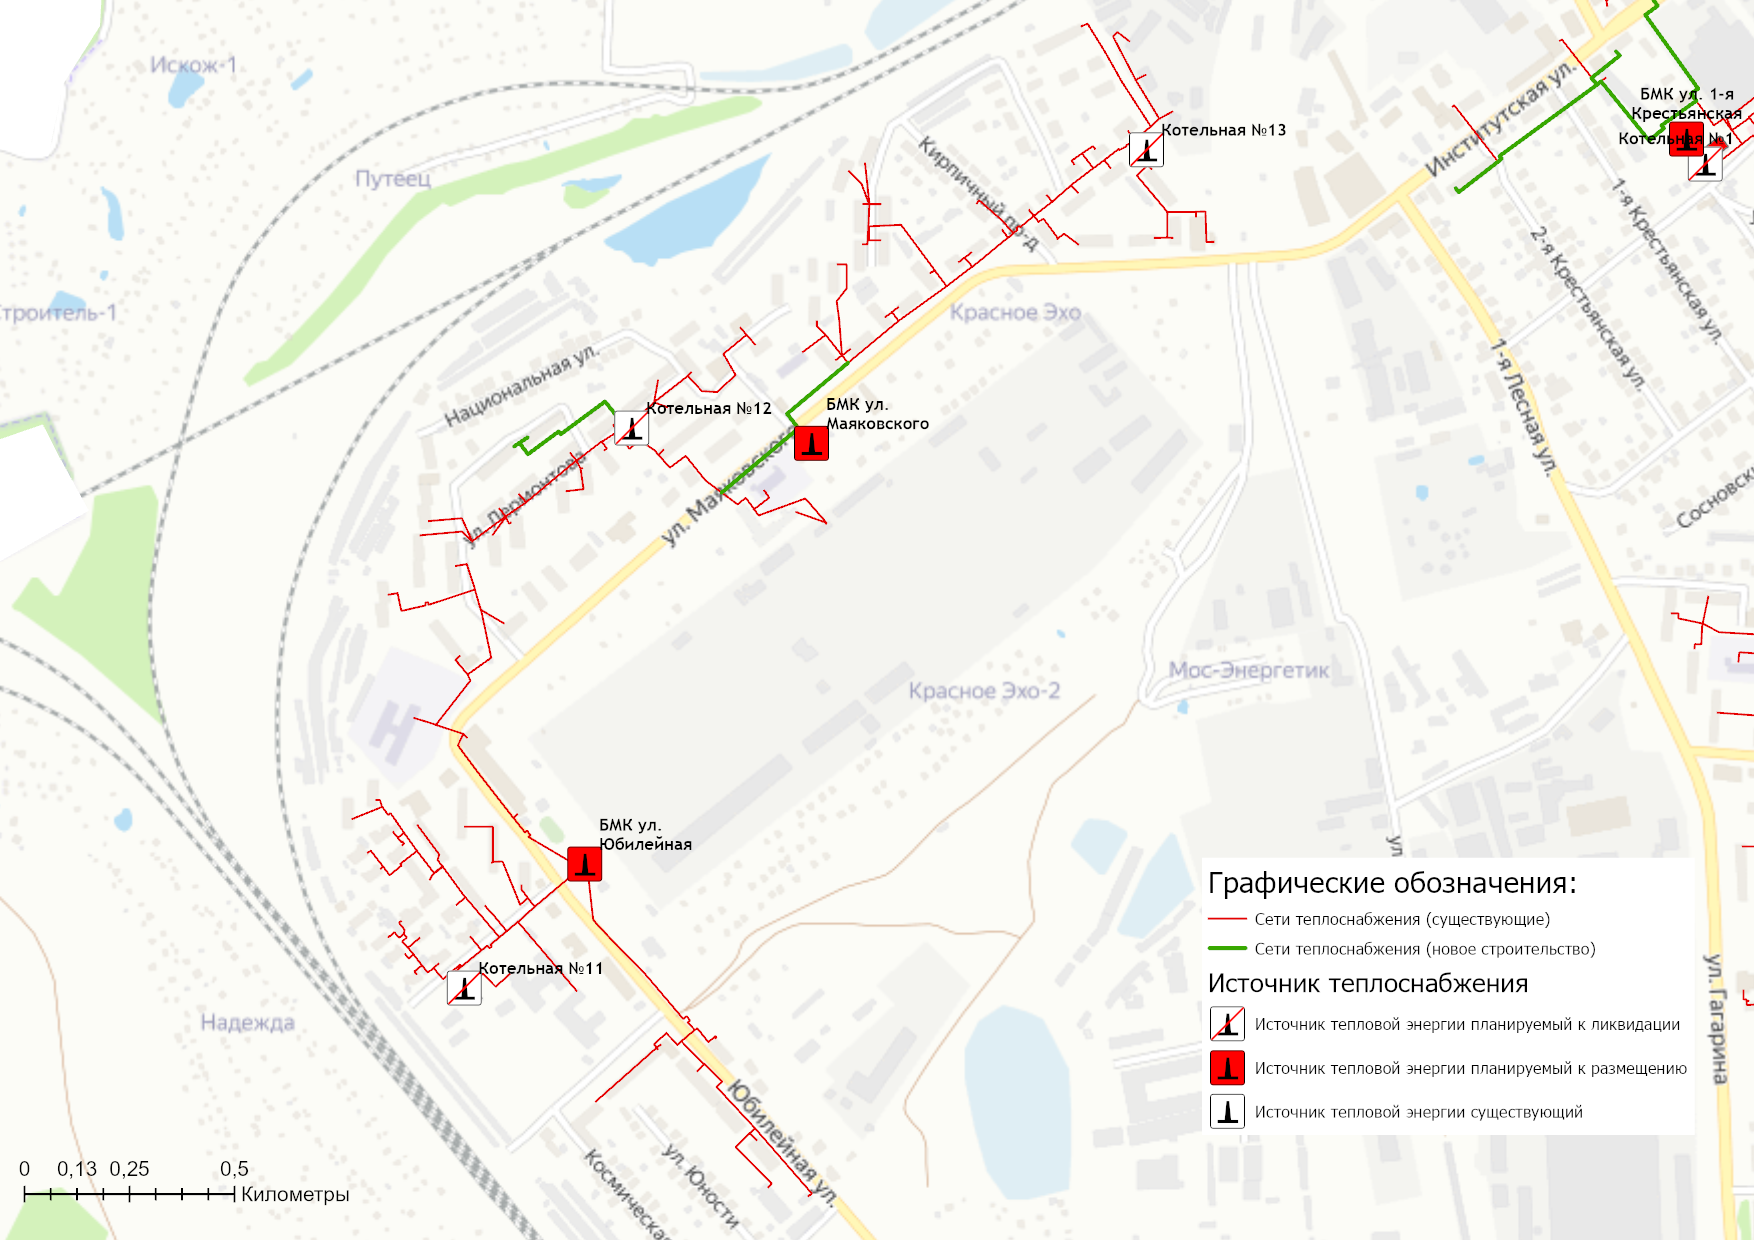 Искож-1
Путеец
троитель-1
Котельная №13
Кирпичный пр-д
Институтская ул.
БМК ул. 1-я
Крестьянская
Котельная №1
1-я Крестьянская ул.
2-я Крестьянская ул.
1-я Лесная ул.
Сосновск
Красное Эхо
Национальная ул.
Котельная №12
БМК ул.
Маяковского
ул. Маяковского
ул. Лермонтова
Красное Эхо-2
Мос-Энергетик
БМК ул.
Юбилейная
Котельная №11
Надежда
Юбилейная ул.
ул. Юности
Космическая
ул
ул. Гагарина
Графические обозначения:
Сети теплоснабжения (существующие)
Сети теплоснабжения (новое строительство)
Источник теплоснабжения
Источник тепловой энергии планируемый к ликвидации
Источник тепловой энергии планируемый к размещению
Источник тепловой энергии существующий
0 0,13 0,25 0,5
Километры